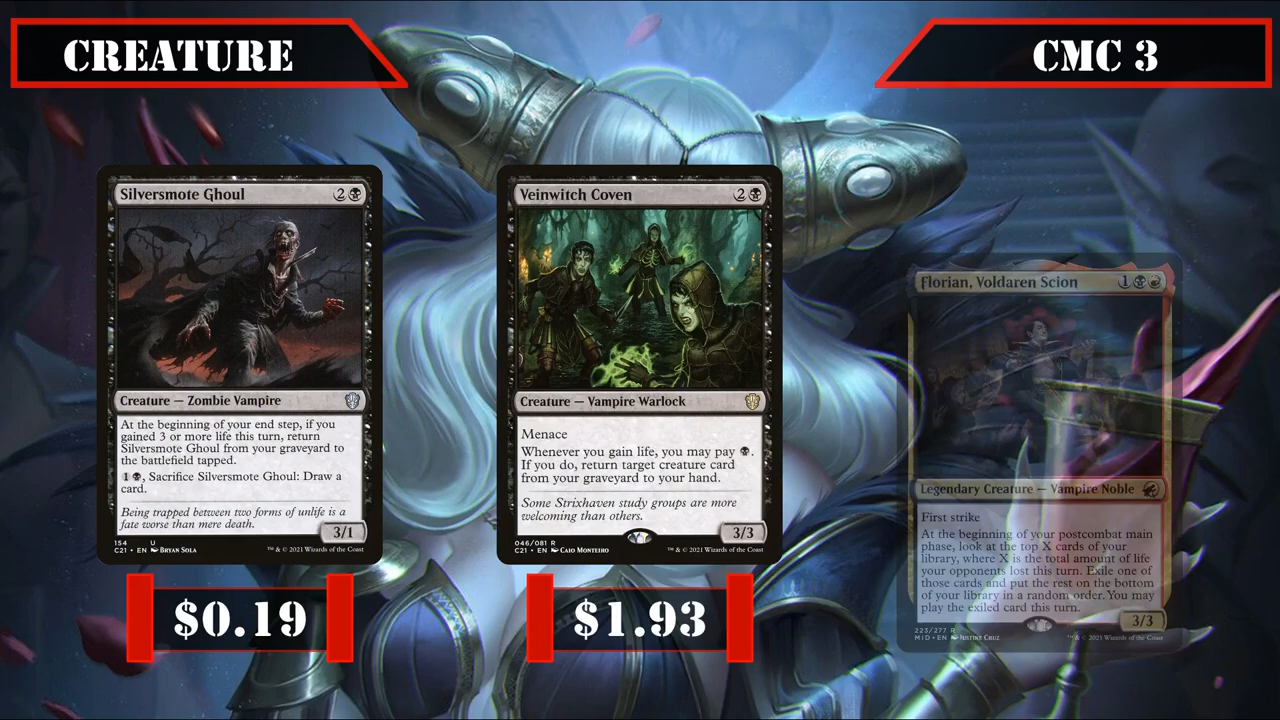 CREATURE
CMC 3
Silversmote Ghoul 2
Creature — Zombie Vampire
At the beginning of your end step, if you
gained 3 or more life this turn, return
Silversmote Ghoul from your graveyard to
the battlefield tapped.
1, Sacrifice Silversmote Ghoul: Draw a
card.
Being trapped between two forms of unlife is a
fate worse than mere death.
3/1
154 U
C21 • EN BRYAN SOLA ™ & © 2021 Wizards of the Coast
$0.19
Veinwitch Coven 2
Creature — Vampire Warlock
Menace
Whenever you gain life, you may pay .
If you do, return target creature card
from your graveyard to your hand.
Some Strixhaven study groups are more
welcoming than others.
3/3
046/081 R
C21 • EN CAIO MONTEIRO ™ & © 2021 Wizards of the Coast
$1.93
Florian, Voldaren Scion 1
Legendary Creature — Vampire Noble
First strike
At the beginning of your postcombat main
phase, look at the top X cards of your
library, where X is the total amount of life
your opponents lost this turn. Exile one of
those cards and put the rest on the bottom
of your library in a random order. You may
play the exiled card this turn.
3/3
223/277 R
MID • EN JUSTINE CRUZ ™ & © 2021 Wizards of the Coast